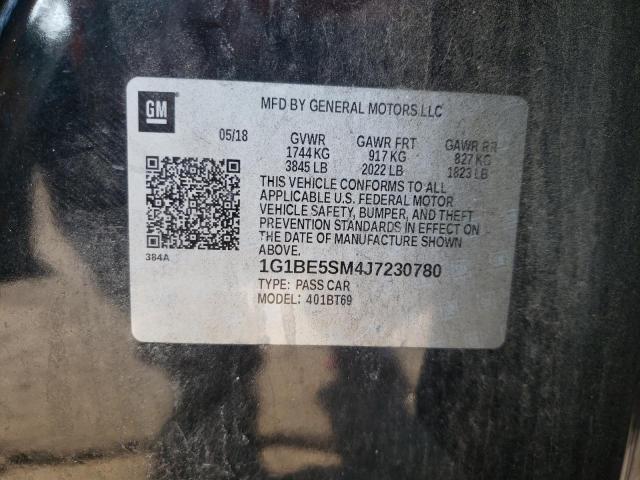 GM
MFD BY GENERAL MOTORS LLC
05/18 GVWR GAWR FRT GAWR RR
1744 KG 917 KG 827 KG
3845 LB 2022 LB 1823 LB
THIS VEHICLE CONFORMS TO ALL
APPLICABLE U.S. FEDERAL MOTOR
VEHICLE SAFETY, BUMPER, AND THEFT
PREVENTION STANDARDS IN EFFECT ON
THE DATE OF MANUFACTURE SHOWN
ABOVE.
384A
1G1BE5SM4J7230780
TYPE: PASS CAR
MODEL: 401BT69